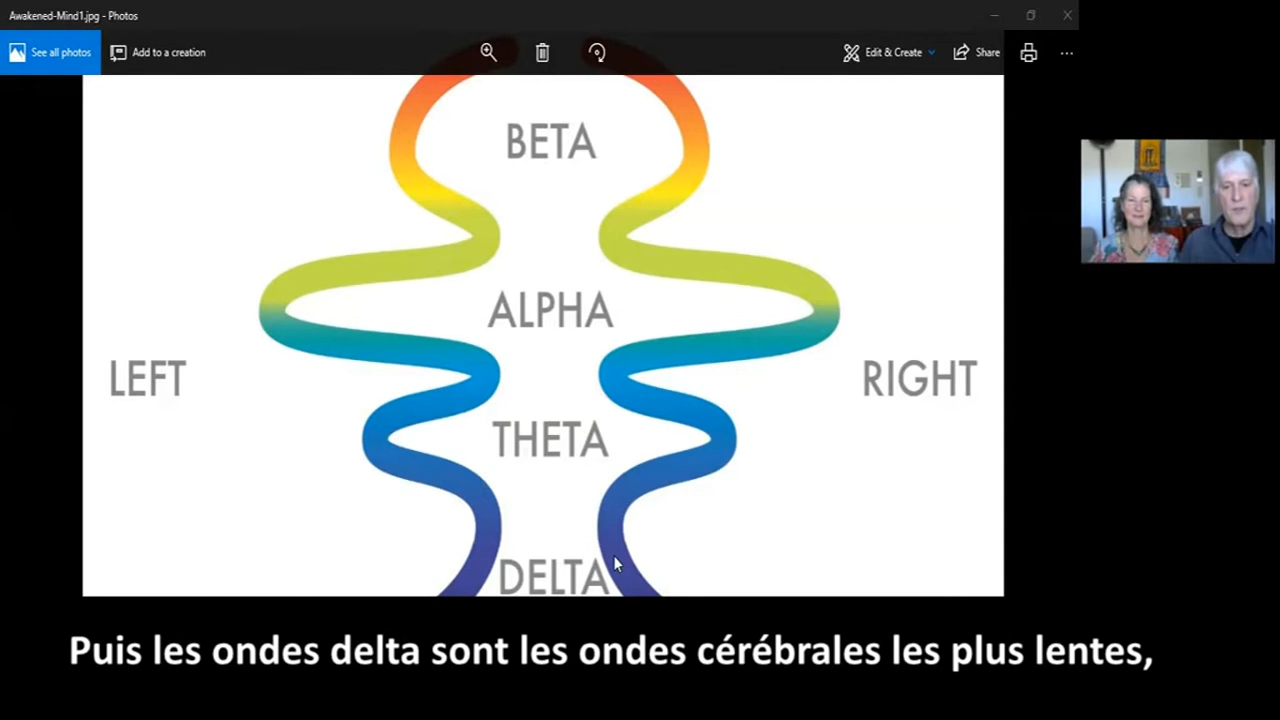 Awakened-Mind1.jpg - Photos
See all photos
Add to a creation
Edit & Create
Share
BETA
ALPHA
LEFT
RIGHT
THETA
DELTA
Puis les ondes delta sont les ondes cérébrales les plus lentes,